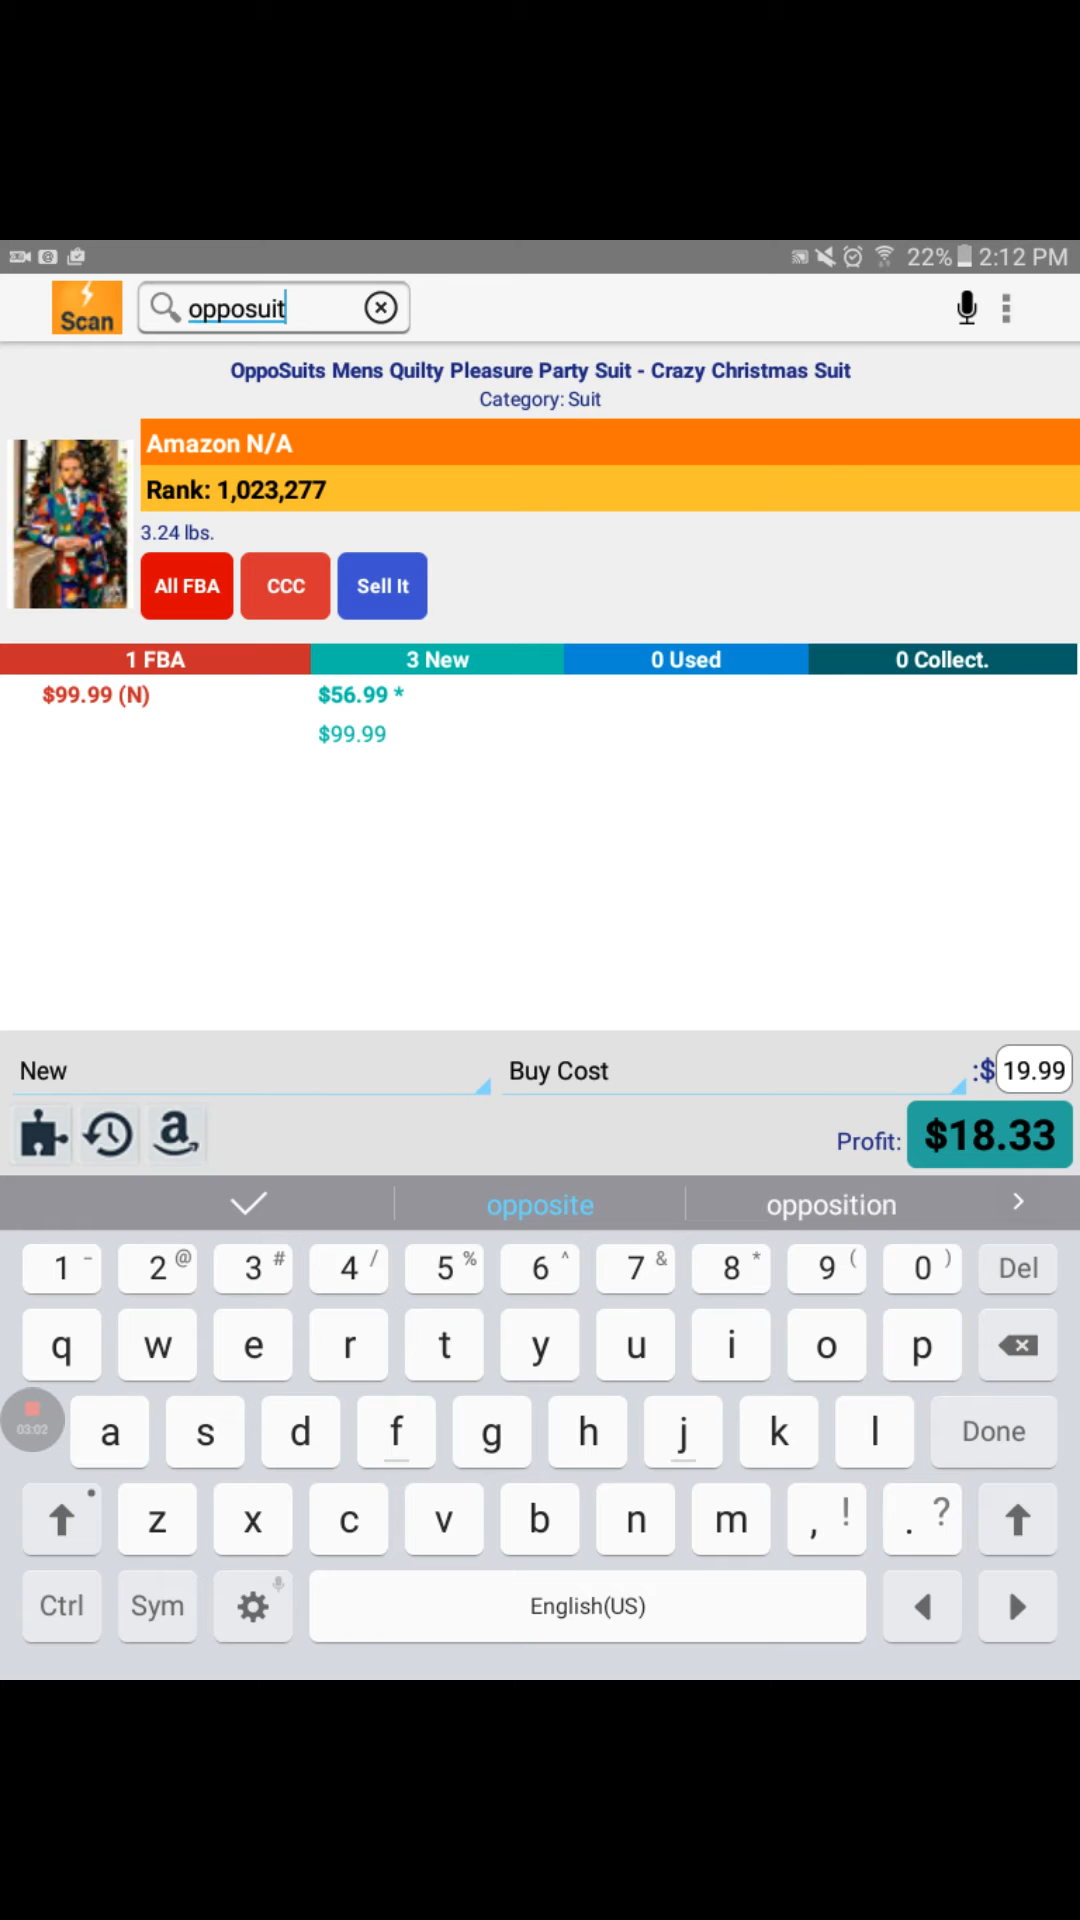 22% 2:12 PM
Scan opposuit
OppoSuits Mens Quilty Pleasure Party Suit - Crazy Christmas Suit
Category: Suit
Amazon N/A
Rank: 1,023,277
3.24 lbs.
All FBA CCC Sell It
1 FBA 3 New 0 Used 0 Collect.
$99.99 (N) $56.99 *
$99.99
New Buy Cost :$ 19.99
a Profit: $18.33
opposite opposition >
1 - 2 @ 3 # 4 / 5 % 6 ^ 7 & 8 * 9 ( 0 ) Del
q w e r t y u i o p
03:02 a s d f g h j k l Done
z x c v b n m , ! . ?
Ctrl Sym English(US)